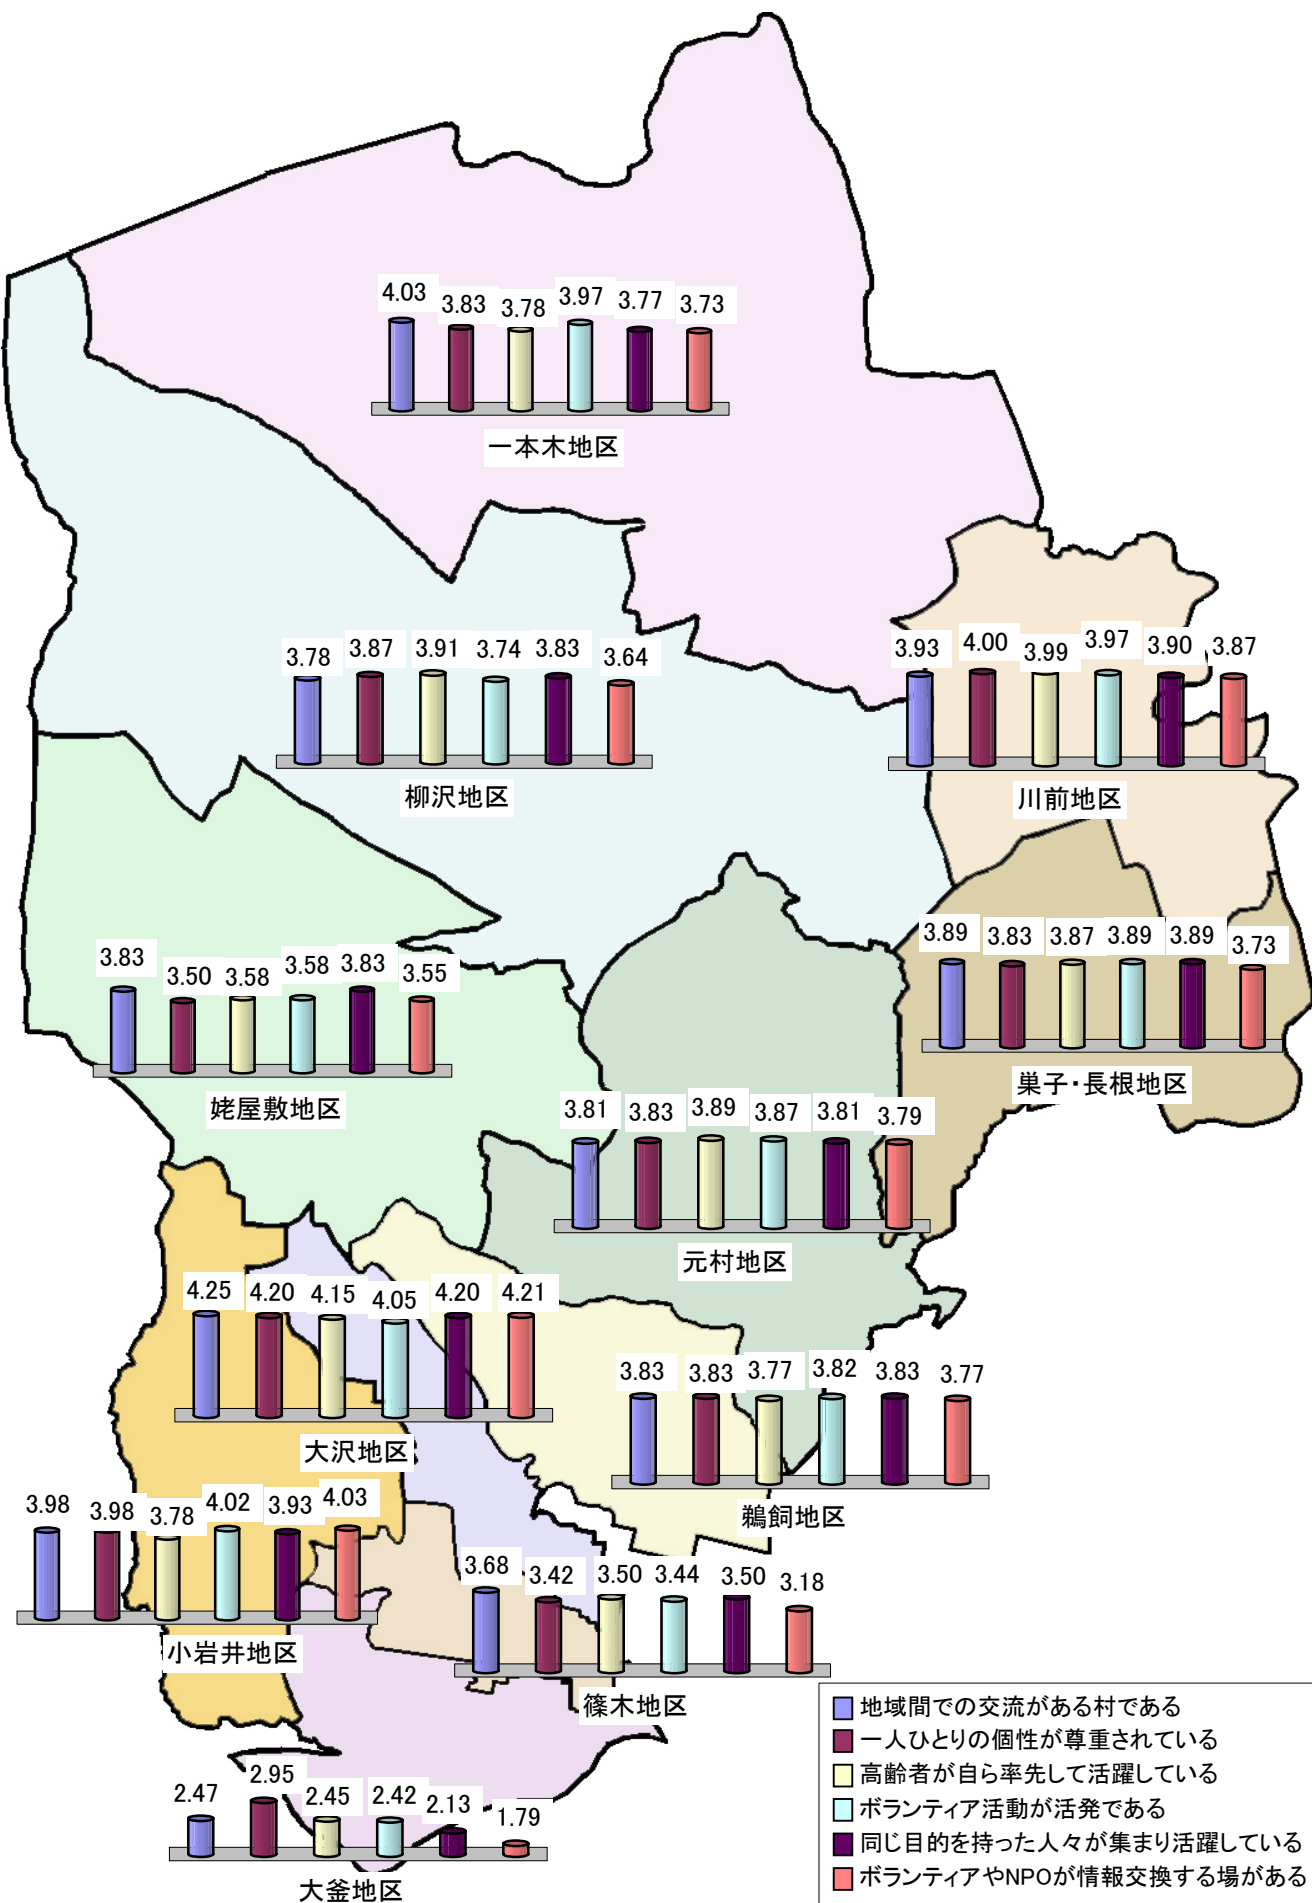 4.03 3.83 3.78 3.97 3.77 3.73
一本木地区
3.78 3.87 3.91 3.74 3.83 3.64
柳沢地区
3.93 4.00 3.99 3.97 3.90 3.87
川前地区
3.83 3.50 3.58 3.58 3.83 3.55
姥屋敷地区
3.89 3.83 3.87 3.89 3.89 3.73
巣子・長根地区
3.81 3.83 3.89 3.87 3.81 3.79
元村地区
4.25 4.20 4.15 4.05 4.20 4.21
大沢地区
3.83 3.83 3.77 3.82 3.83 3.77
鵜飼地区
3.98 3.98 3.78 4.02 3.93 4.03
小岩井地区
3.68 3.42 3.50 3.44 3.50 3.18
篠木地区
2.47 2.95 2.45 2.42 2.13 1.79
大釜地区
地域間での交流がある村である
一人ひとりの個性が尊重されている
高齢者が自ら率先して活躍している
ボランティア活動が活発である
同じ目的を持った人々が集まり活躍している
ボランティアやNPOが情報交換する場がある